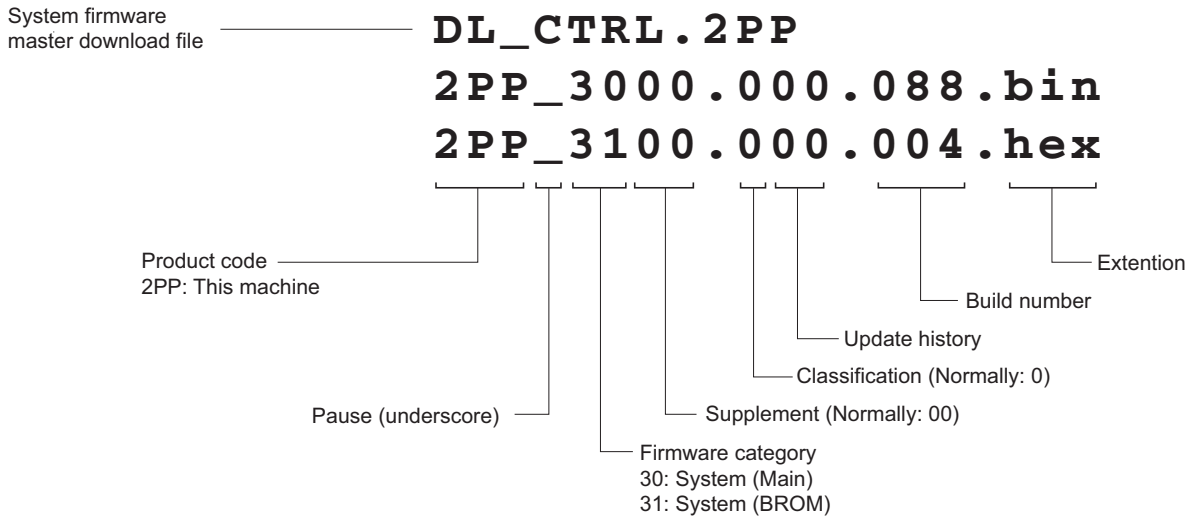 System firmware
master download file
DL_CTRL.2PP
2PP_3000.000.088.bin
2PP_3100.000.004.hex
Product code
2PP: This machine
Extention
Build number
Update history
Classification (Normally: 0)
Pause (underscore)
Supplement (Normally: 00)
Firmware category
30: System (Main)
31: System (BROM)